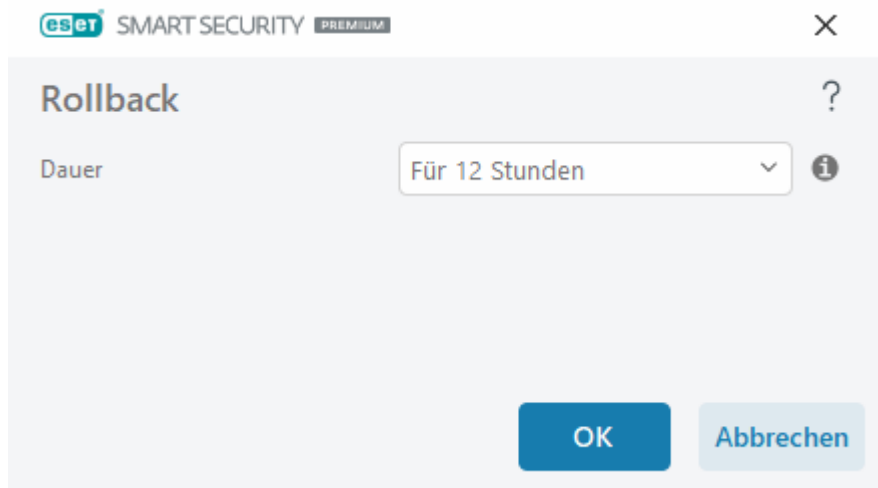 eset SMART SECURITY PREMIUM
Rollback
?
Dauer
Für 12 Stunden
OK
Abbrechen